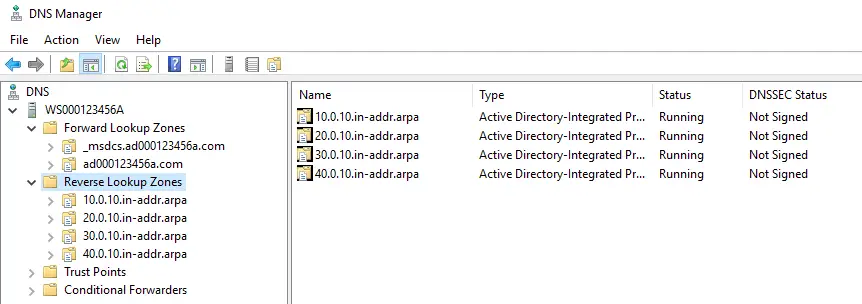 DNS Manager
File Action View Help
DNS
WS000123456A
Forward Lookup Zones
_msdcs.ad000123456a.com
ad000123456a.com
Reverse Lookup Zones
10.0.10.in-addr.arpa
20.0.10.in-addr.arpa
30.0.10.in-addr.arpa
40.0.10.in-addr.arpa
Trust Points
Conditional Forwarders
Name Type Status DNSSEC Status
10.0.10.in-addr.arpa Active Directory-Integrated Pr... Running Not Signed
20.0.10.in-addr.arpa Active Directory-Integrated Pr... Running Not Signed
30.0.10.in-addr.arpa Active Directory-Integrated Pr... Running Not Signed
40.0.10.in-addr.arpa Active Directory-Integrated Pr... Running Not Signed